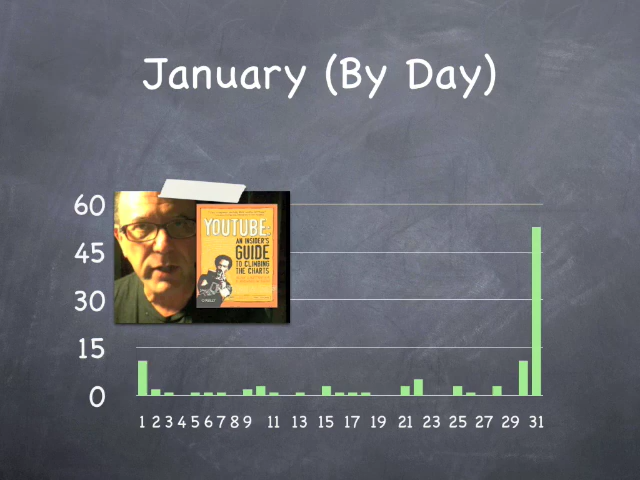 January (By Day)
60
45
30
15
0
YOUTUBE:
AN INSIDER'S
GUIDE
TO CLIMBING
THE CHARTS
O'REILLY
1 2 3 4 5 6 7 8 9 11 13 15 17 19 21 23 25 27 29 31